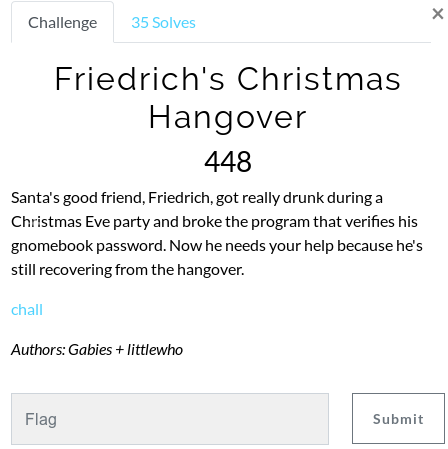 Challenge
35 Solves
×
Friedrich's Christmas
Hangover
448
Santa's good friend, Friedrich, got really drunk during a
Christmas Eve party and broke the program that verifies his
gnomebook password. Now he needs your help because he's
still recovering from the hangover.
chall
Authors: Gabies + littlewho
Flag
Submit